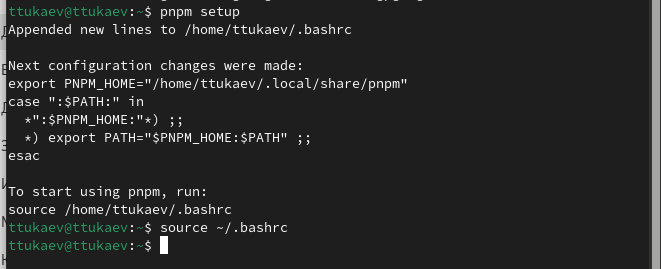 ttukaev@ttukaev:~$ pnpm setup
Appended new lines to /home/ttukaev/.bashrc

Next configuration changes were made:
export PNPM_HOME="/home/ttukaev/.local/share/pnpm"
case ":$PATH:" in
  *":$PNPM_HOME:"*) ;;
  *) export PATH="$PNPM_HOME:$PATH" ;;
esac

To start using pnpm, run:
source /home/ttukaev/.bashrc
ttukaev@ttukaev:~$ source ~/.bashrc
ttukaev@ttukaev:~$